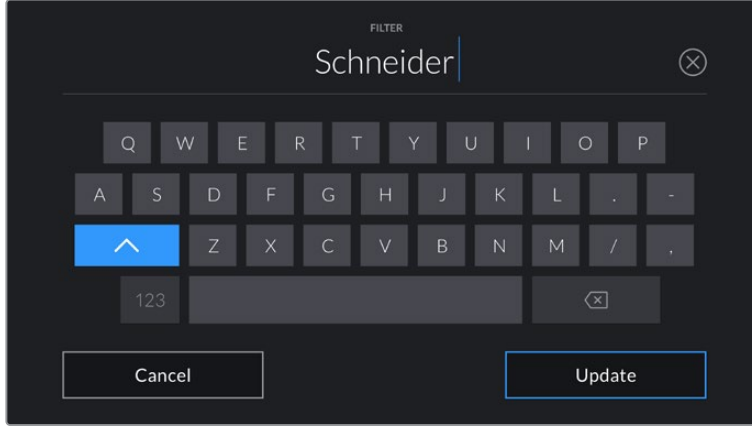 FILTER
Schneider
Q W E R T Y U I O P
A S D F G H J K L . -
Z X C V B N M / ,
123
Cancel Update